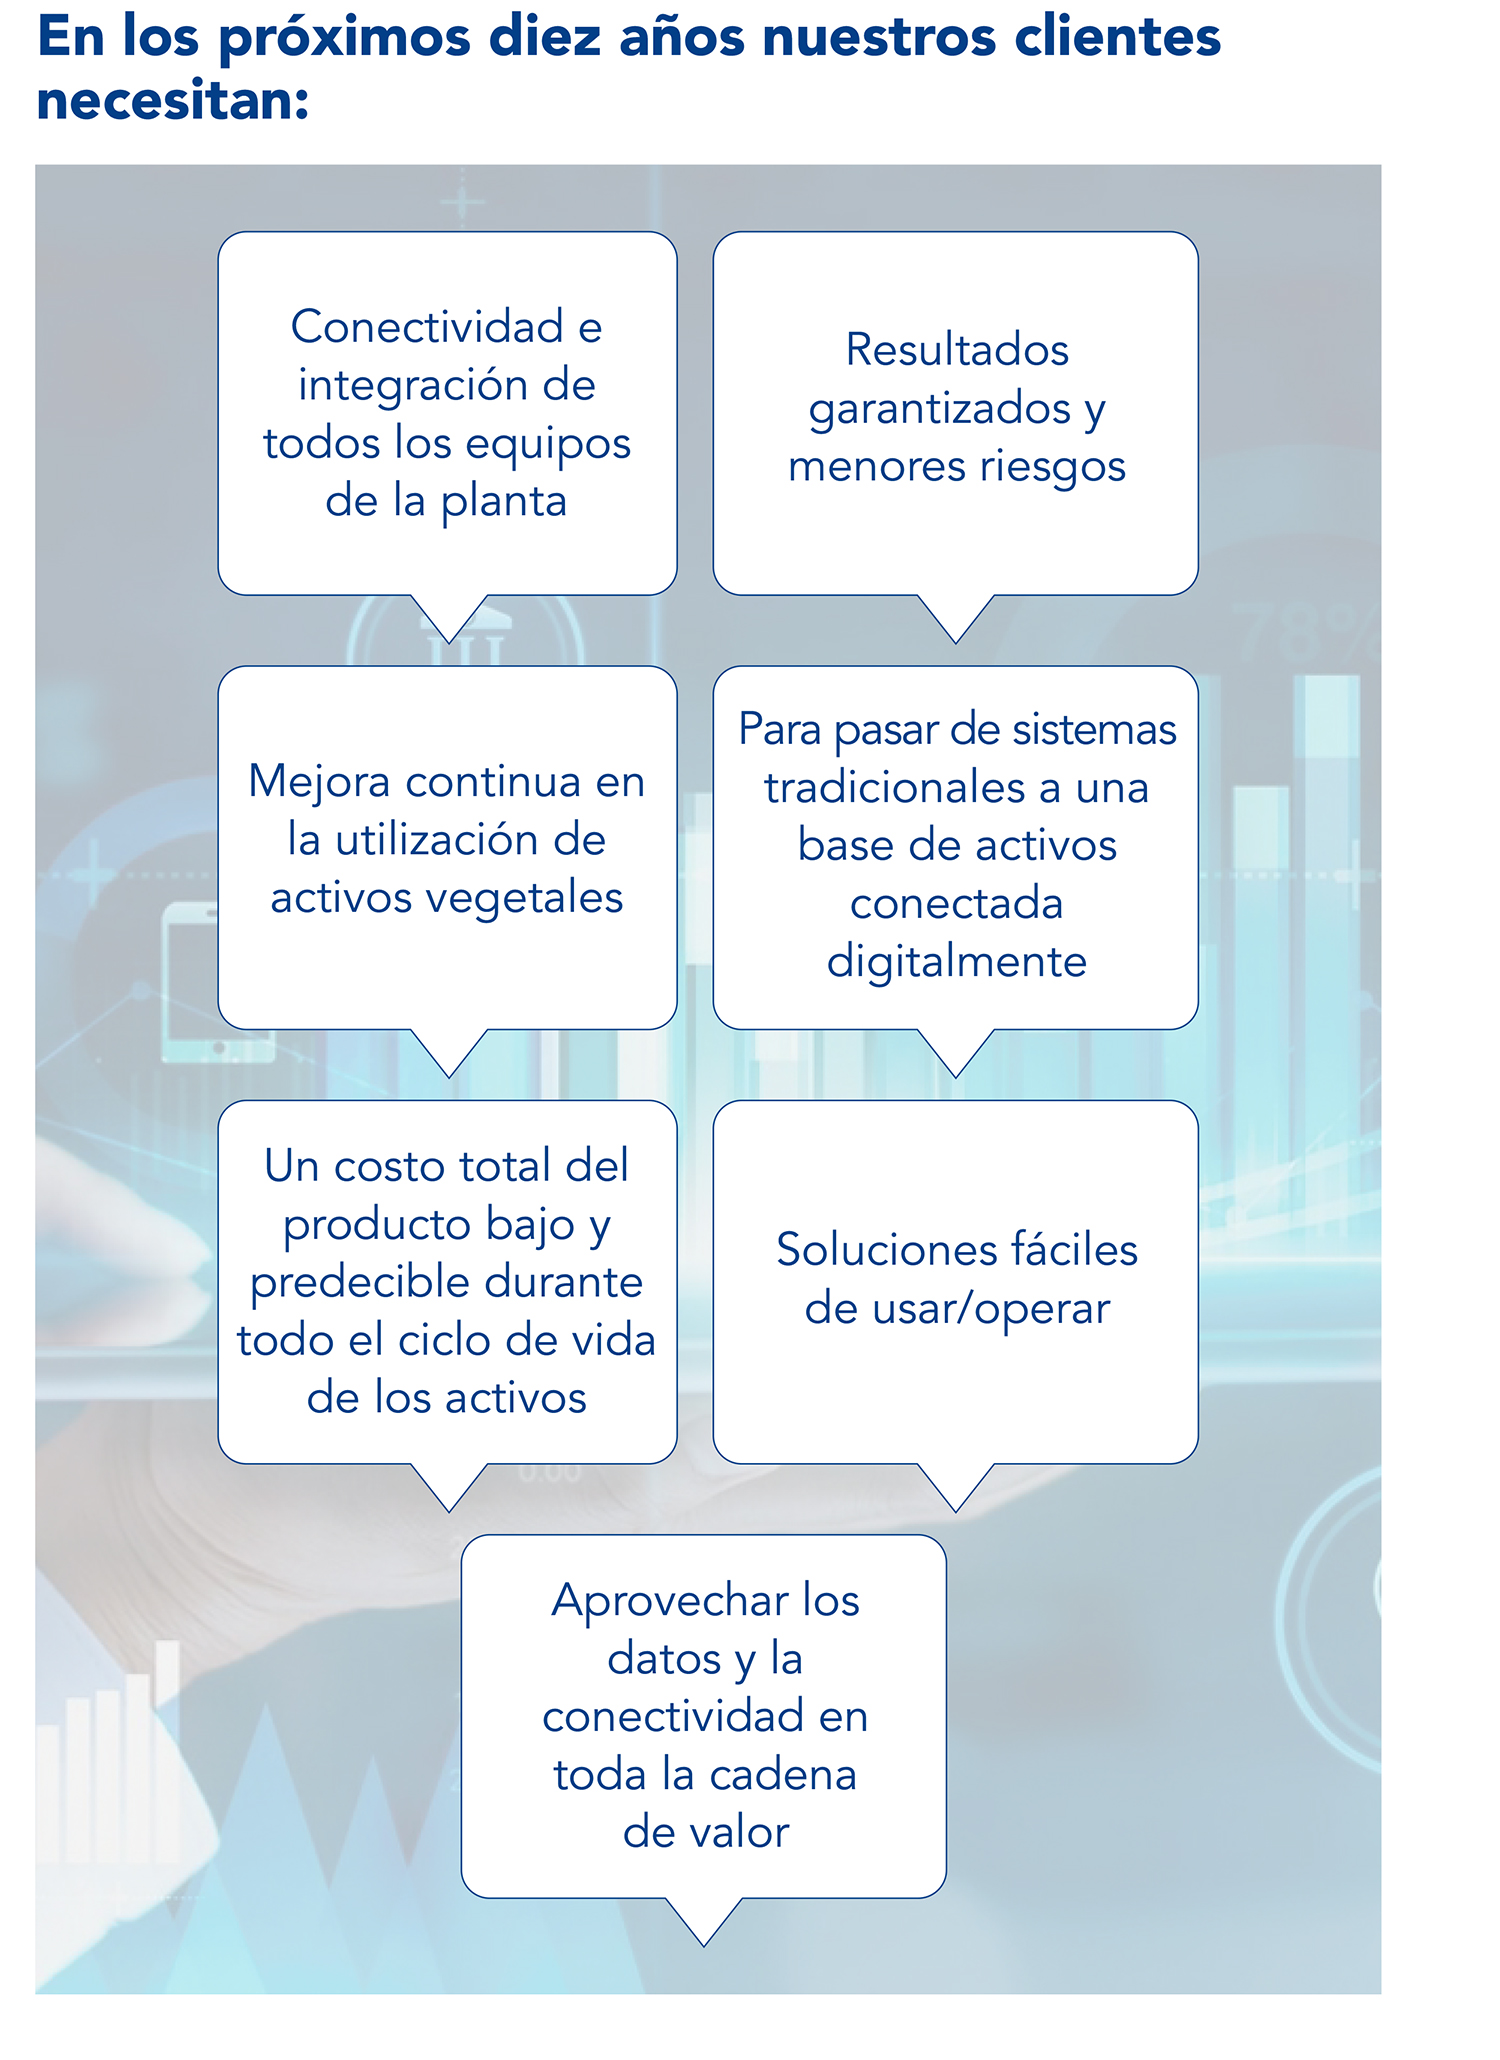 En los próximos diez años nuestros clientes
necesitan:
Conectividad e
integración de
todos los equipos
de la planta
Resultados
garantizados y
menores riesgos
78%
Mejora continua en
la utilización de
activos vegetales
Para pasar de sistemas
tradicionales a una
base de activos
conectada
digitalmente
Un costo total del
producto bajo y
predecible durante
todo el ciclo de vida
de los activos
Soluciones fáciles
de usar/operar
0.00
Aprovechar los
datos y la
conectividad en
toda la cadena
de valor